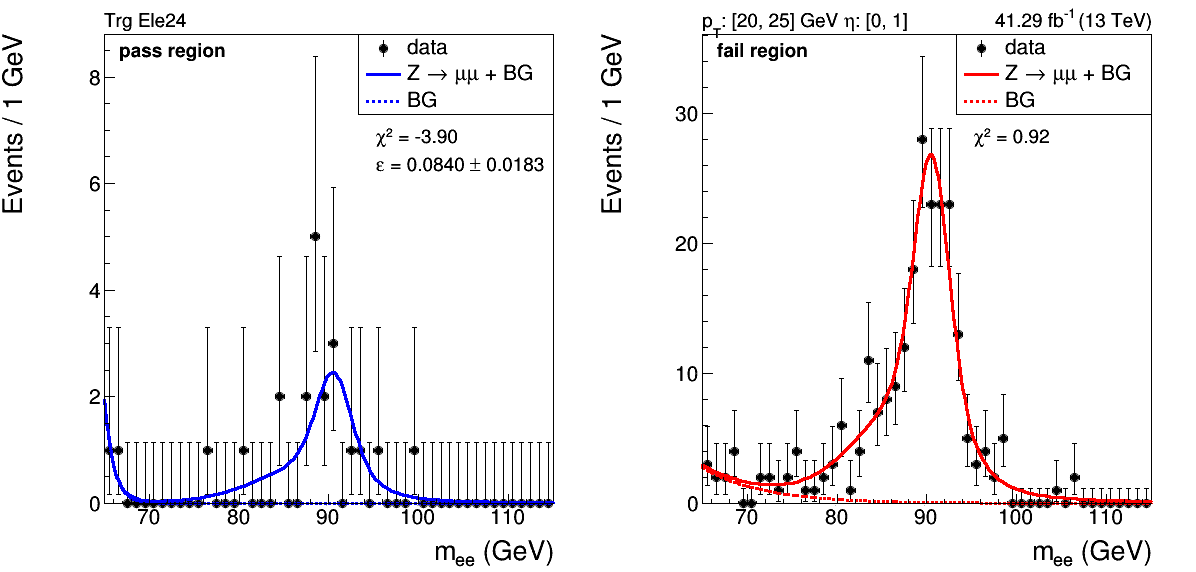 Trg Ele24
pass region
data
Z → μμ + BG
BG
χ² = -3.90
ε = 0.0840 ± 0.0183
Events / 1 GeV
8
6
4
2
0
70 80 90 100 110
m_ee (GeV)
p_T: [20, 25] GeV η: [0, 1] 41.29 fb⁻¹ (13 TeV)
fail region
data
Z → μμ + BG
BG
χ² = 0.92
Events / 1 GeV
30
20
10
0
70 80 90 100 110
m_ee (GeV)